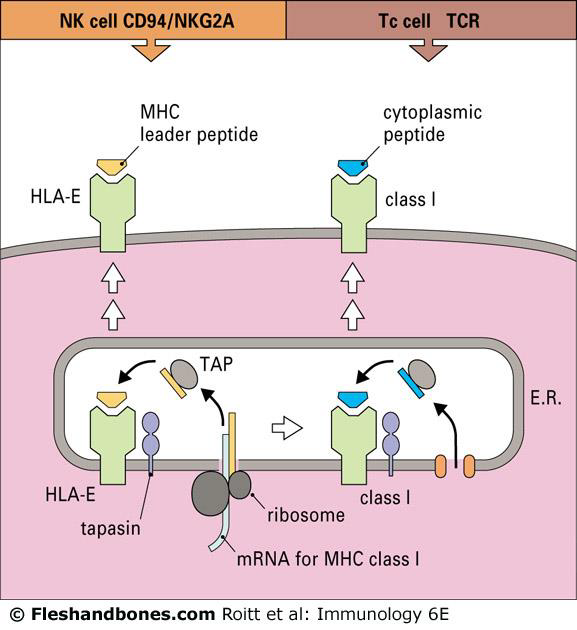 NK cell CD94/NKG2A
Tc cell TCR
MHC
leader peptide
cytoplasmic
peptide
HLA-E
class I
TAP
E.R.
HLA-E
class I
tapasin
ribosome
mRNA for MHC class I
© Fleshandbones.com Roitt et al: Immunology 6E